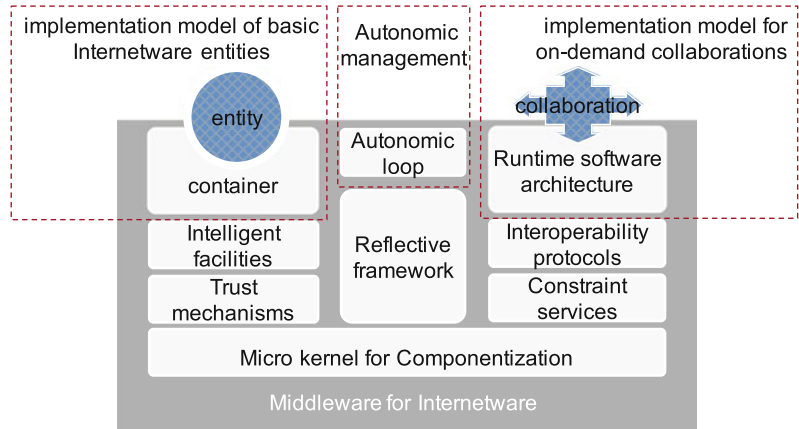 implementation model of basic
Internetware entities
Autonomic
management
implementation model for
on-demand collaborations
entity
collaboration
container
Autonomic
loop
Runtime software
architecture
Intelligent
facilities
Reflective
framework
Interoperability
protocols
Trust
mechanisms
Constraint
services
Micro kernel for Componentization
Middleware for Internetware